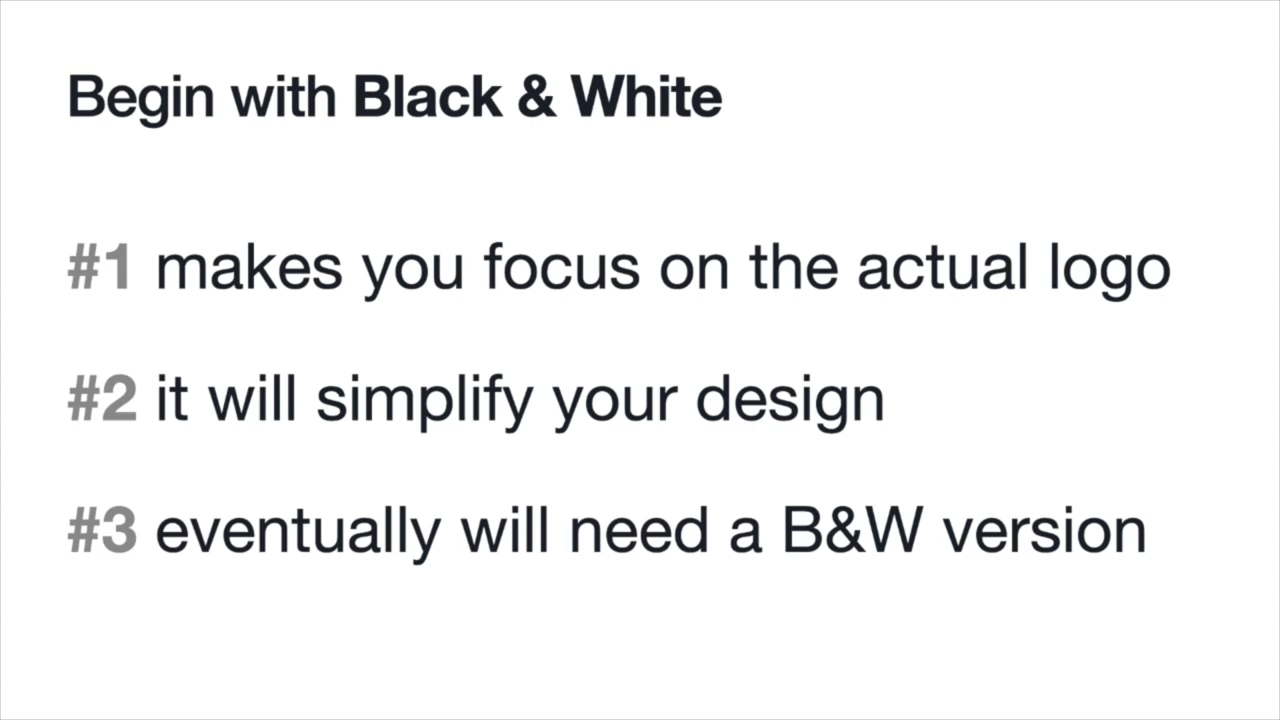 Begin with Black & White
#1 makes you focus on the actual logo
#2 it will simplify your design
#3 eventually will need a B&W version